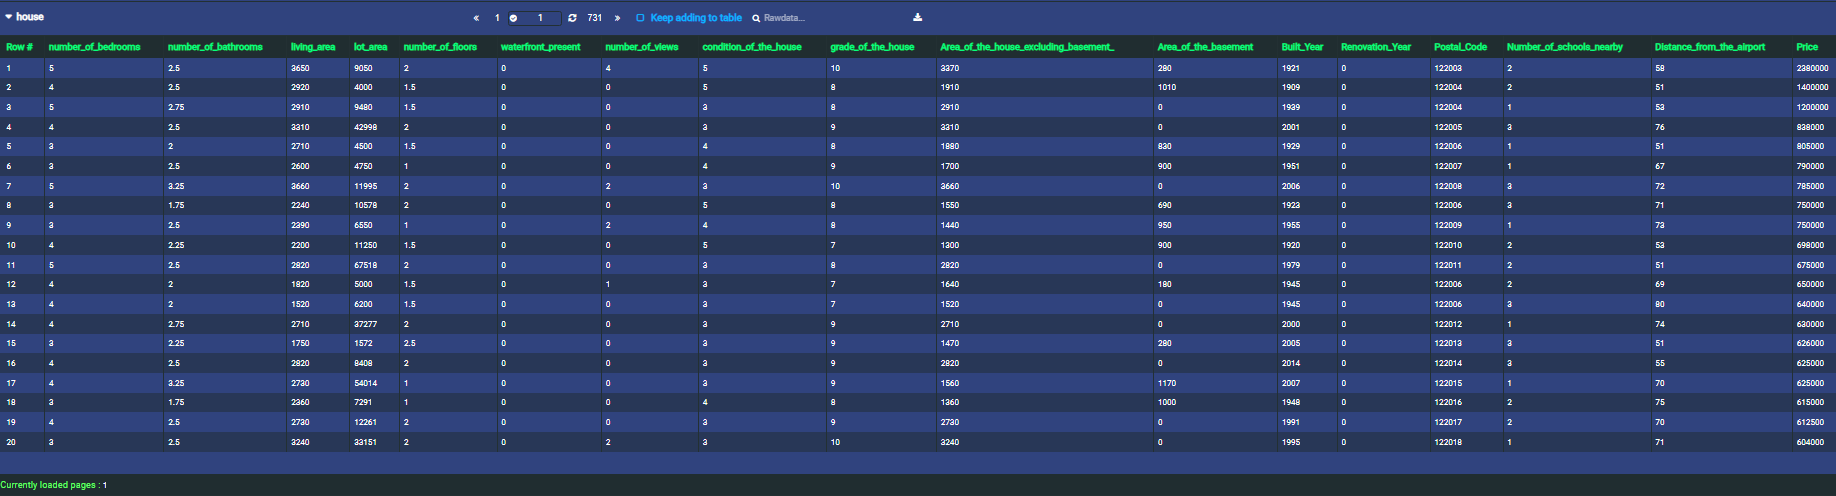 house « 1 1 731 » Keep adding to table Rawdata...
Row # number_of_bedrooms number_of_bathrooms living_area lot_area number_of_floors waterfront_present number_of_views condition_of_the_house grade_of_the_house Area_of_the_house_excluding_basement_ Area_of_the_basement Built_Year Renovation_Year Postal_Code Number_of_schools_nearby Distance_from_the_airport Price
1 5 2.5 3650 9050 2 0 4 5 10 3370 280 1921 0 122003 2 58 2380000
2 4 2.5 2920 4000 1.5 0 0 5 8 1910 1010 1909 0 122004 2 51 1400000
3 5 2.75 2910 9480 1.5 0 0 3 8 2910 0 1939 0 122004 1 53 1200000
4 4 2.5 3310 42998 2 0 0 3 9 3310 0 2001 0 122005 3 76 838000
5 3 2 2710 4500 1.5 0 0 4 8 1880 830 1929 0 122006 1 51 805000
6 3 2.5 2600 4750 1 0 0 4 9 1700 900 1951 0 122007 1 67 790000
7 5 3.25 3660 11995 2 0 2 3 10 3660 0 2006 0 122008 3 72 785000
8 3 1.75 2240 10578 2 0 0 5 8 1550 690 1923 0 122006 3 71 750000
9 3 2.5 2390 6550 1 0 2 4 8 1440 950 1955 0 122009 1 73 750000
10 4 2.25 2200 11250 1.5 0 0 5 7 1300 900 1920 0 122010 2 53 698000
11 5 2.5 2820 67518 2 0 0 3 8 2820 0 1979 0 122011 2 51 675000
12 4 2 1820 5000 1.5 0 1 3 7 1640 180 1945 0 122006 2 69 650000
13 4 2 1520 6200 1.5 0 0 3 7 1520 0 1945 0 122006 3 80 640000
14 4 2.75 2710 37277 2 0 0 3 9 2710 0 2000 0 122012 1 74 630000
15 3 2.25 1750 1572 2.5 0 0 3 9 1470 280 2005 0 122013 3 51 626000
16 4 2.5 2820 8408 2 0 0 3 9 2820 0 2014 0 122014 3 55 625000
17 4 3.25 2730 54014 1 0 0 3 9 1560 1170 2007 0 122015 1 70 625000
18 3 1.75 2360 7291 1 0 0 4 8 1360 1000 1948 0 122016 2 75 615000
19 4 2.5 2730 12261 2 0 0 3 9 2730 0 1991 0 122017 2 70 612500
20 3 2.5 3240 33151 2 0 2 3 10 3240 0 1995 0 122018 1 71 604000
Currently loaded pages : 1